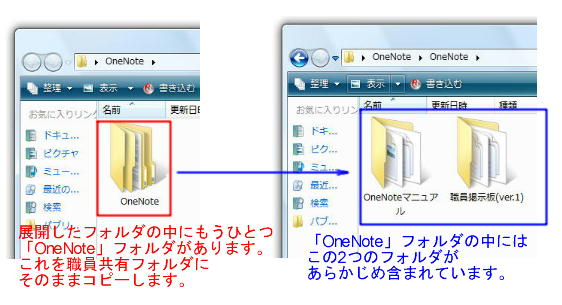 OneNote
整理 表示 書き込む
お気に入りリンク 名前 更新日時
ドキュ...
ピクチャ
ミュー...
最近の...
検索
パブリ...
OneNote
展開したフォルダの中にもうひとつ
「OneNote」フォルダがあります。
これを職員共有フォルダに
そのままコピーします。
OneNote OneNote
整理 表示 書き込む
お気に入りリン 名前 更新日時 種類
ドキ...
ピク...
ミュ...
最近...
検索
パブ...
OneNoteマニュア
ル
職員掲示板(ver.1)
「OneNote」フォルダの中には
この2つのフォルダが
あらかじめ含まれています。